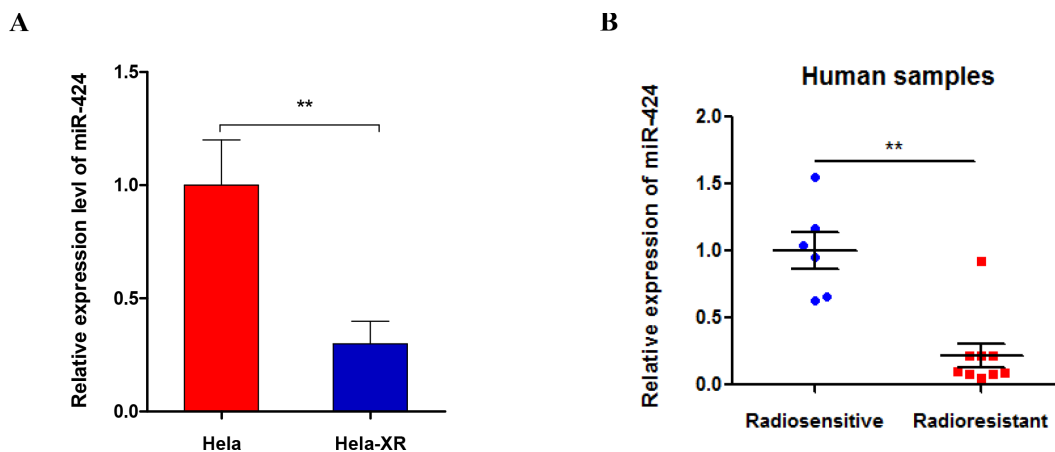 A
Relative expression levl of miR-424
1.5
1.0
0.5
0.0
**
Hela
Hela-XR
B
Human samples
Relative expression of miR-424
2.0
1.5
1.0
0.5
0.0
**
Radiosensitive
Radioresistant